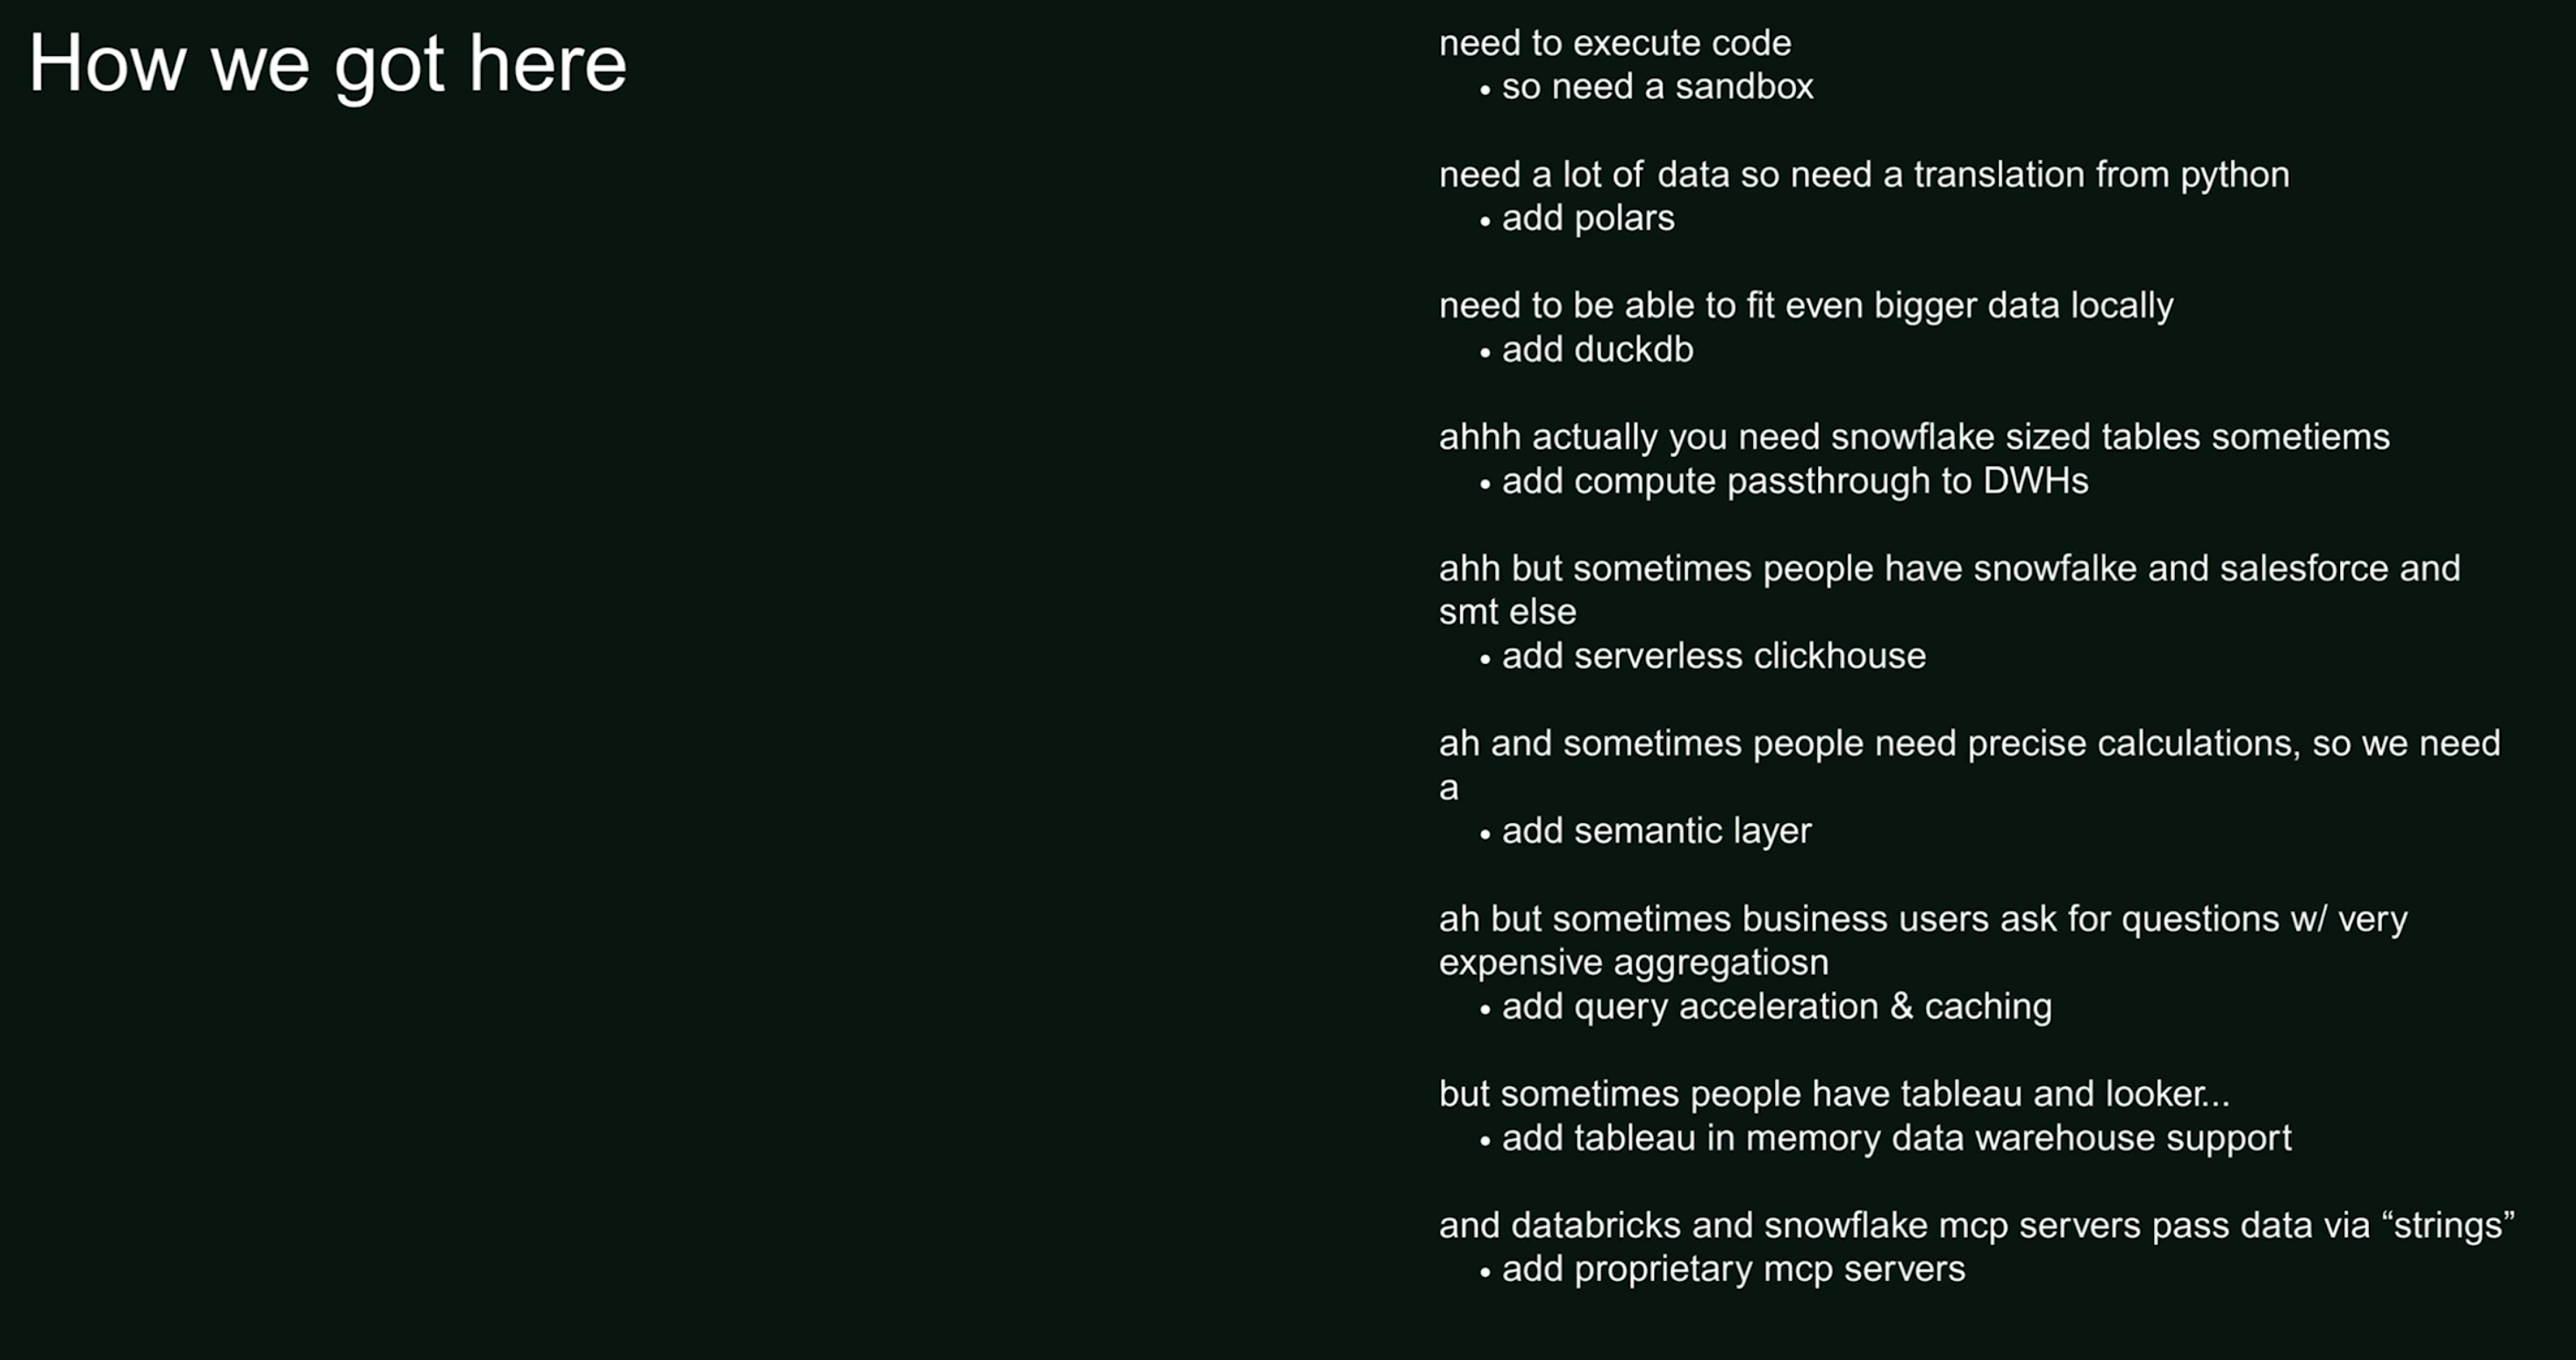 How we got here
need to execute code
• so need a sandbox
need a lot of data so need a translation from python
• add polars
need to be able to fit even bigger data locally
• add duckdb
ahhh actually you need snowflake sized tables sometiems
• add compute passthrough to DWHs
ahh but sometimes people have snowfalke and salesforce and
smt else
• add serverless clickhouse
ah and sometimes people need precise calculations, so we need
a
• add semantic layer
ah but sometimes business users ask for questions w/ very
expensive aggregatiosn
• add query acceleration & caching
but sometimes people have tableau and looker...
• add tableau in memory data warehouse support
and databricks and snowflake mcp servers pass data via “strings”
• add proprietary mcp servers